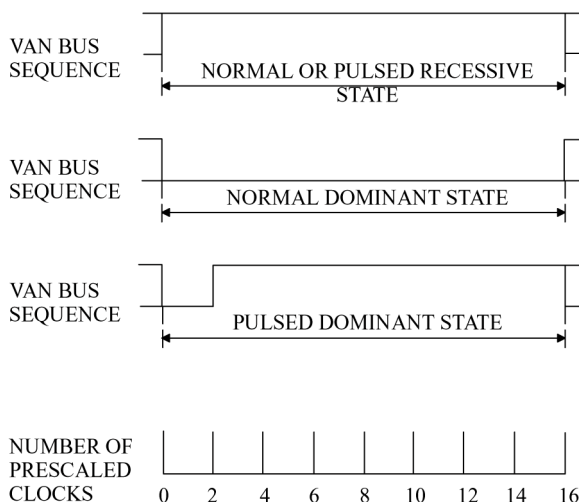 VAN BUS
SEQUENCE
NORMAL OR PULSED RECESSIVE
STATE
VAN BUS
SEQUENCE
NORMAL DOMINANT STATE
VAN BUS
SEQUENCE
PULSED DOMINANT STATE
NUMBER OF
PRESCALED
CLOCKS
0 2 4 6 8 10 12 14 16